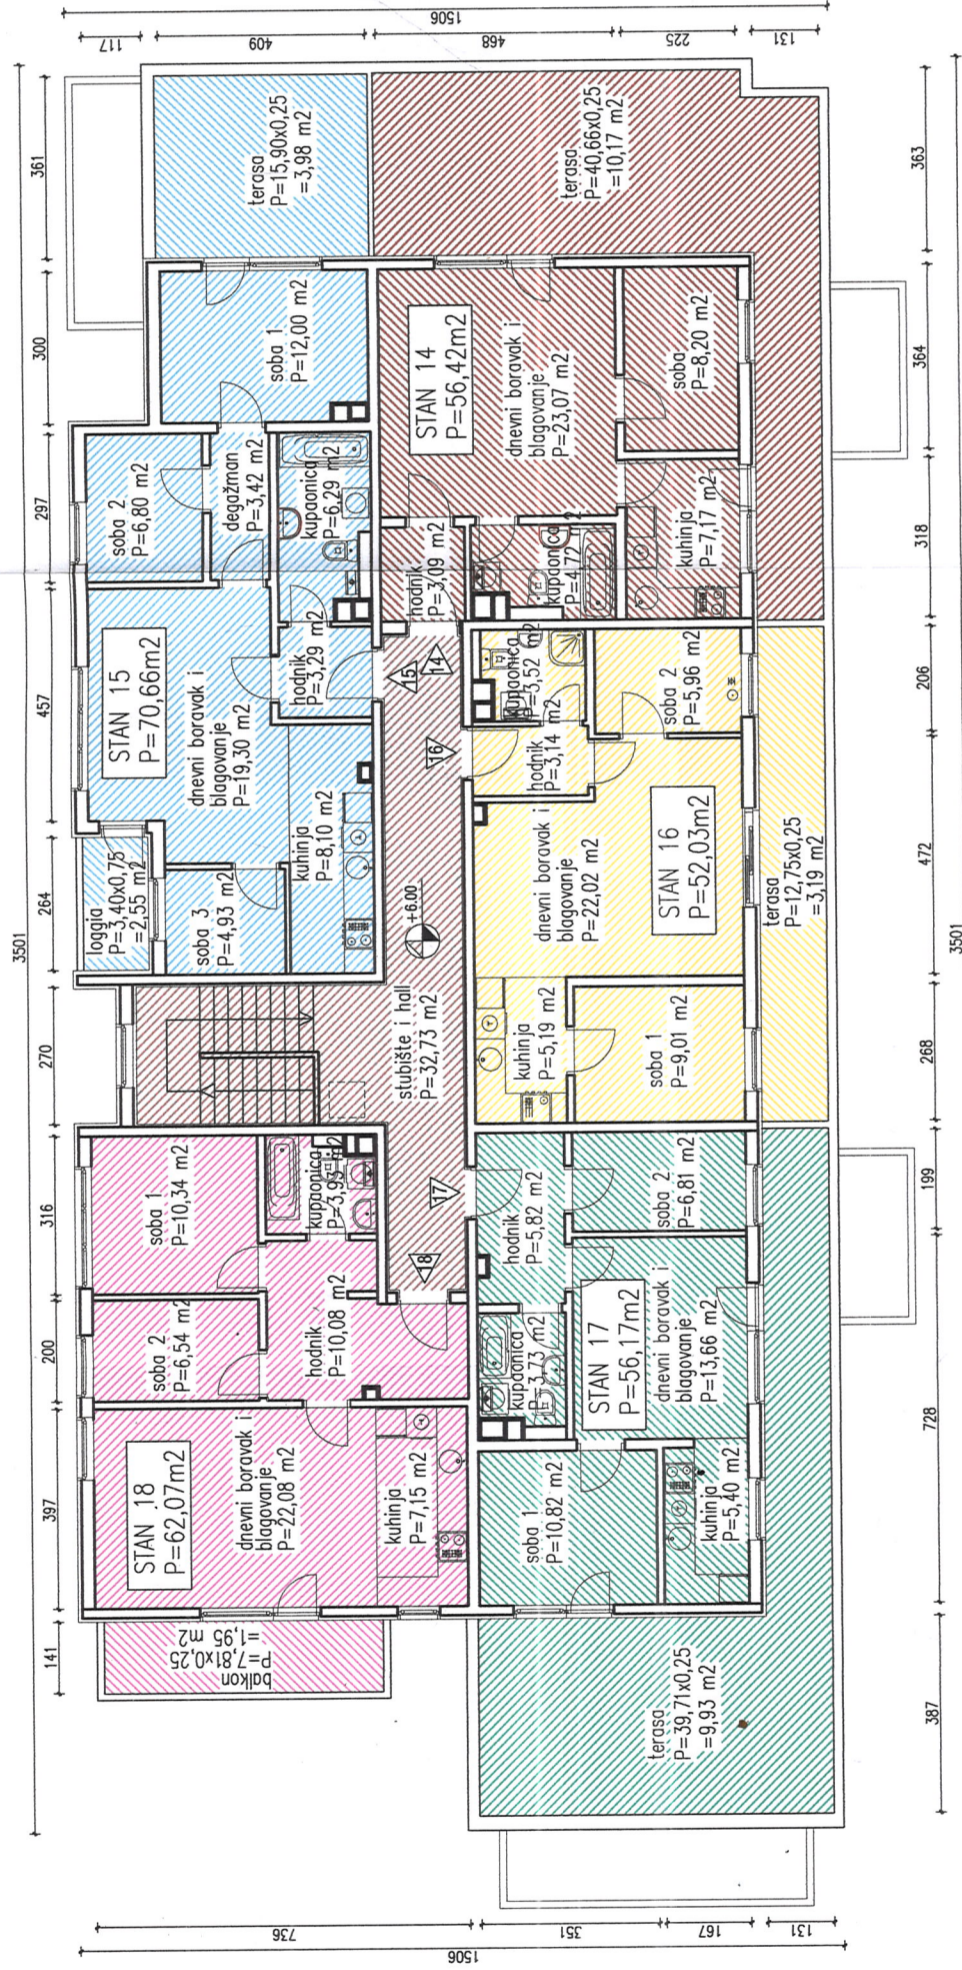 1506
117
409
468
225
131
3501
361
300
297
457
264
270
316
200
397
141
363
364
318
206
472
268
199
728
387
3501
terasa
P=15,90x0,25
=3,98 m2
terasa
P=40,66x0,25
=10,17 m2
soba 1
P=12,00 m2
soba 2
P=6,80 m2
degažman
P=3,42 m2
kupaonica
P=6,29 m2
hodnik
P=3,29 m2
STAN 15
P=70,66m2
dnevni boravak i
blagovanje
P=19,30 m2
kuhinja
P=8,10 m2
soba 3
P=4,93 m2
loggia
P=3,40x0,75
=2,55 m2
STAN 14
P=56,42m2
dnevni boravak i
blagovanje
P=23,07 m2
soba
P=8,20 m2
hodnik
P=3,09 m2
kupaonica
P=4,72 m2
kuhinja
P=7,17 m2
15
14
16
17
18
+6.00
stubište i hall
P=32,73 m2
kupaonica
P=3,52 m2
soba 2
P=5,96 m2
hodnik
P=3,14 m2
dnevni boravak i
blagovanje
P=22,02 m2
STAN 16
P=52,03m2
terasa
P=12,75x0,25
=3,19 m2
kuhinja
P=5,19 m2
soba 1
P=9,01 m2
soba 1
P=10,34 m2
kupaonica
P=3,93 m2
soba 2
P=6,54 m2
hodnik
P=10,08 m2
STAN 18
P=62,07m2
dnevni boravak i
blagovanje
P=22,08 m2
kuhinja
P=7,15 m2
balkon
P=7,81x0,25
=1,95 m2
hodnik
P=5,82 m2
soba 2
P=6,81 m2
kupaonica
P=3,73 m2
STAN 17
P=56,17m2
dnevni boravak i
blagovanje
P=13,66 m2
soba 1
P=10,82 m2
kuhinja
P=5,40 m2
terasa
P=39,71x0,25
=9,93 m2
736
351
167
131
1506